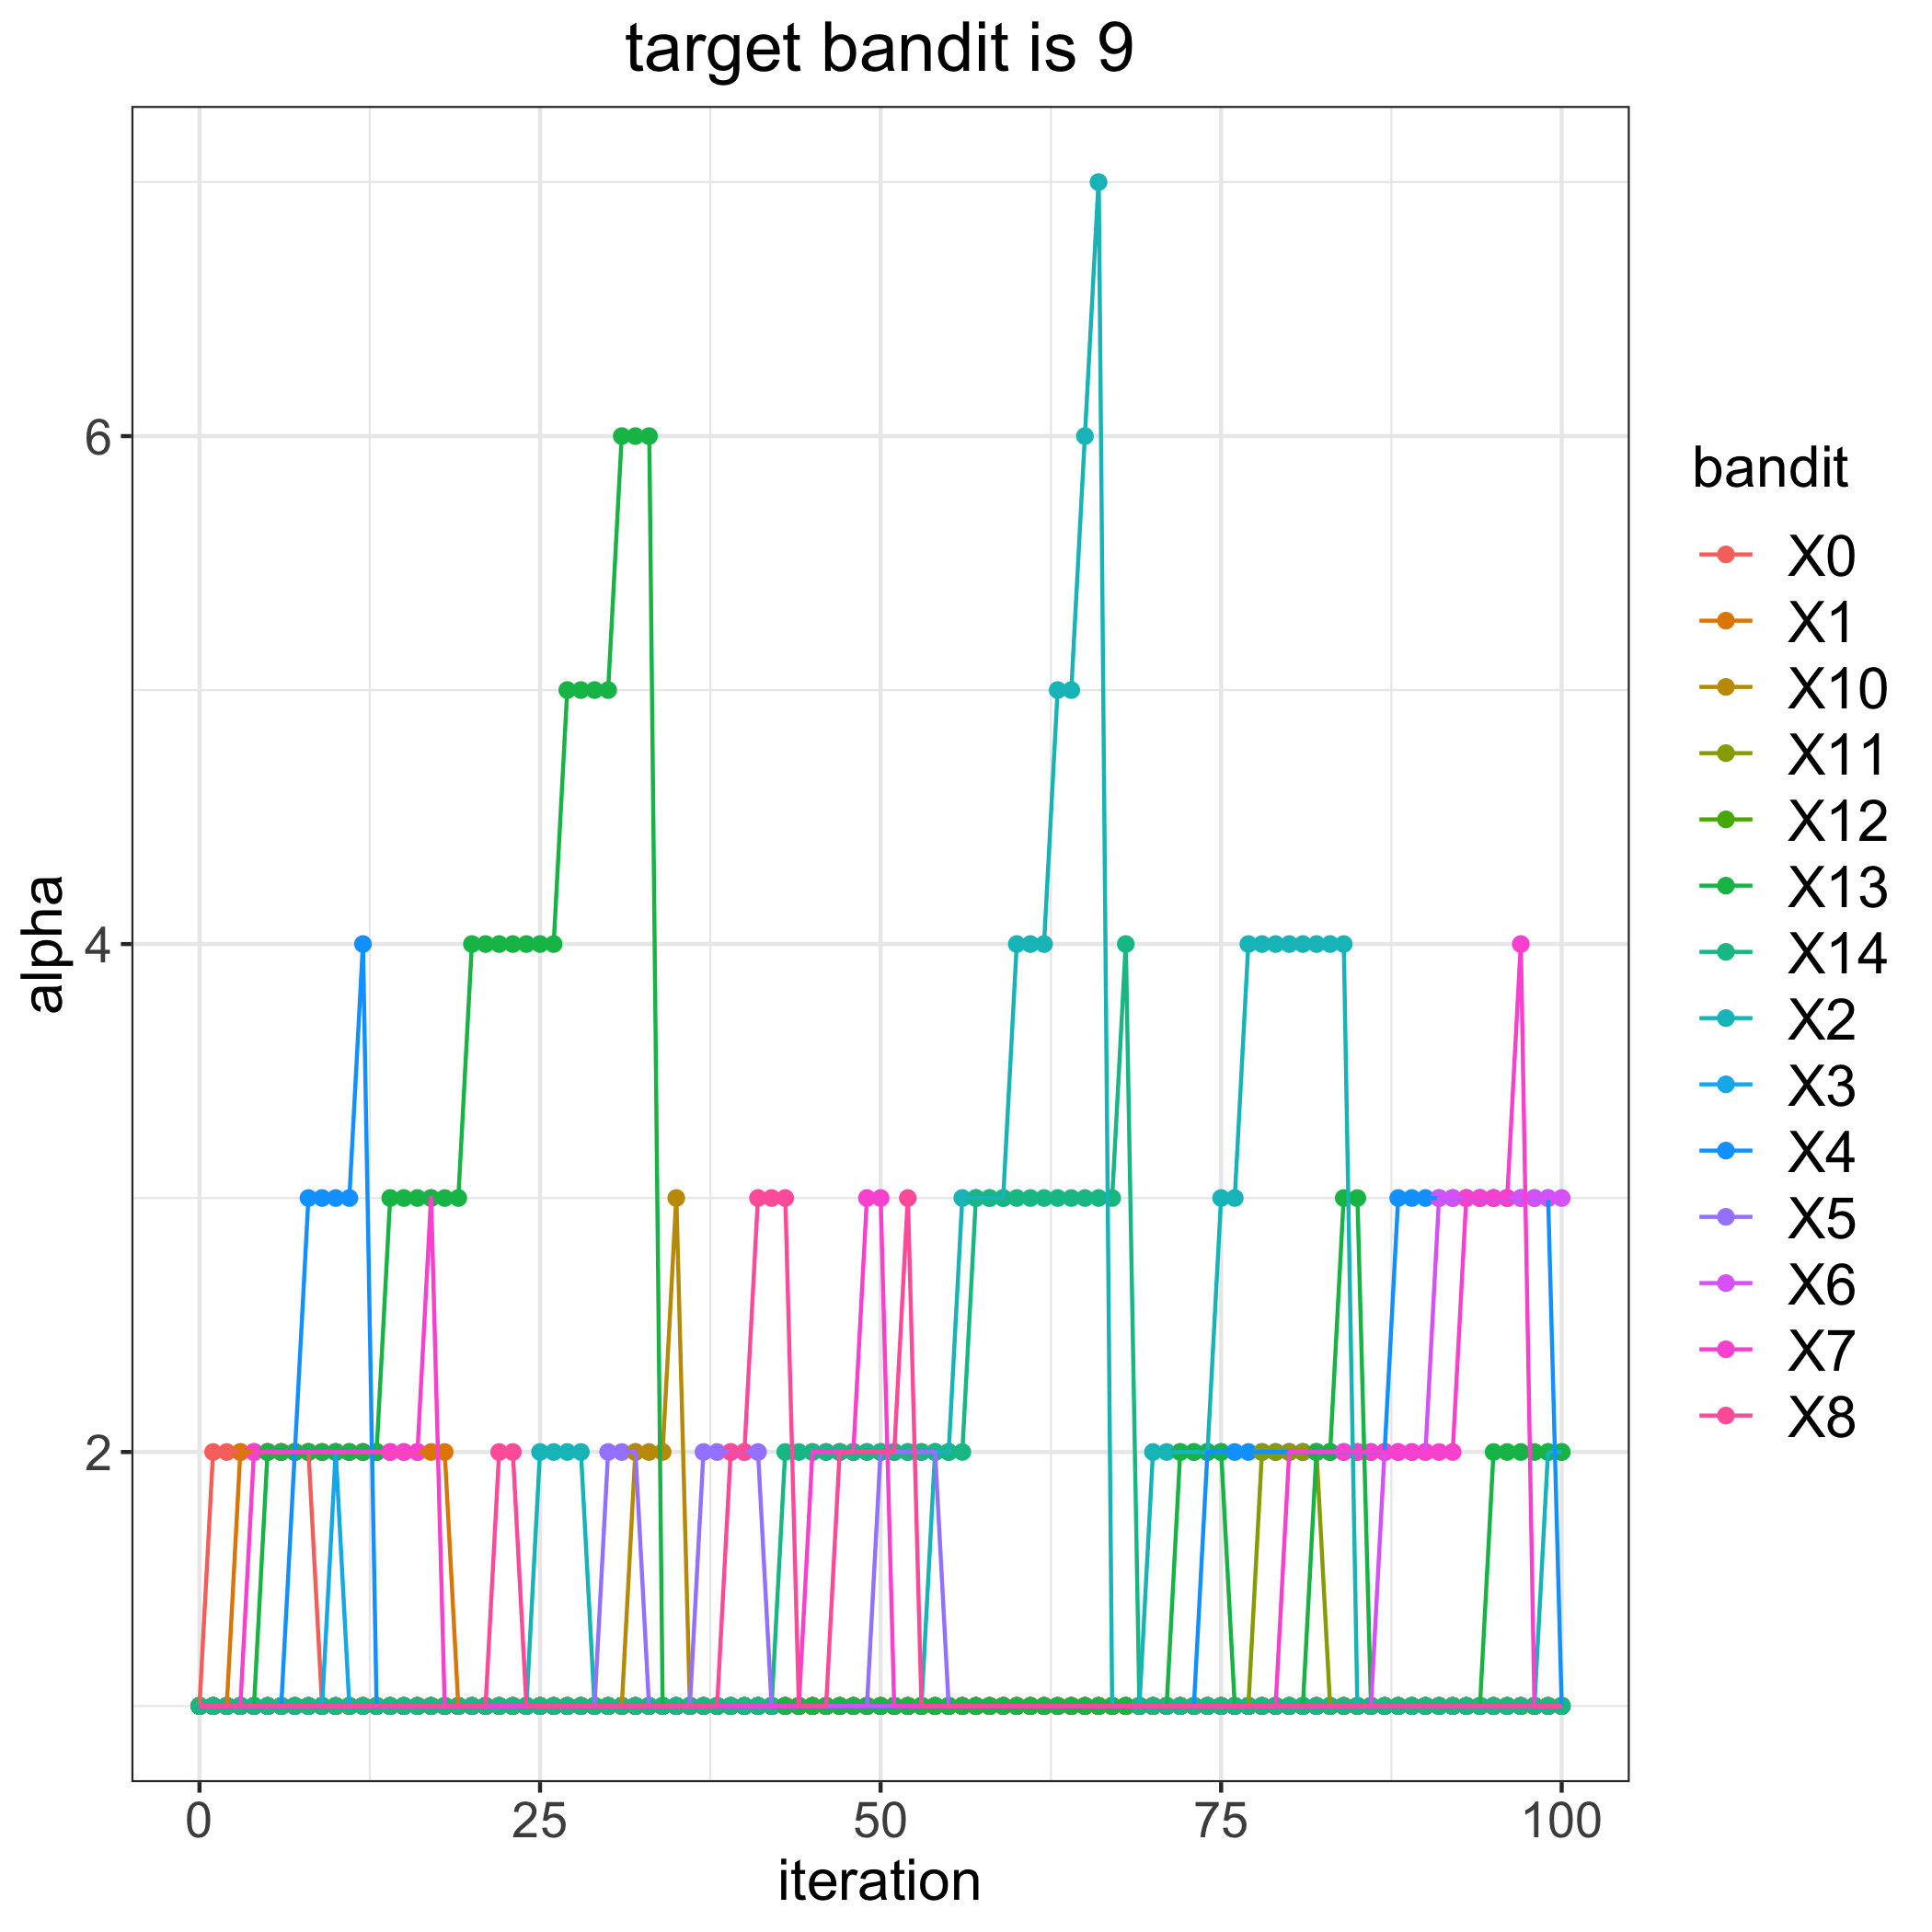 target bandit is 9
alpha
6
4
2
0 25 50 75 100
iteration
bandit
X0
X1
X10
X11
X12
X13
X14
X2
X3
X4
X5
X6
X7
X8